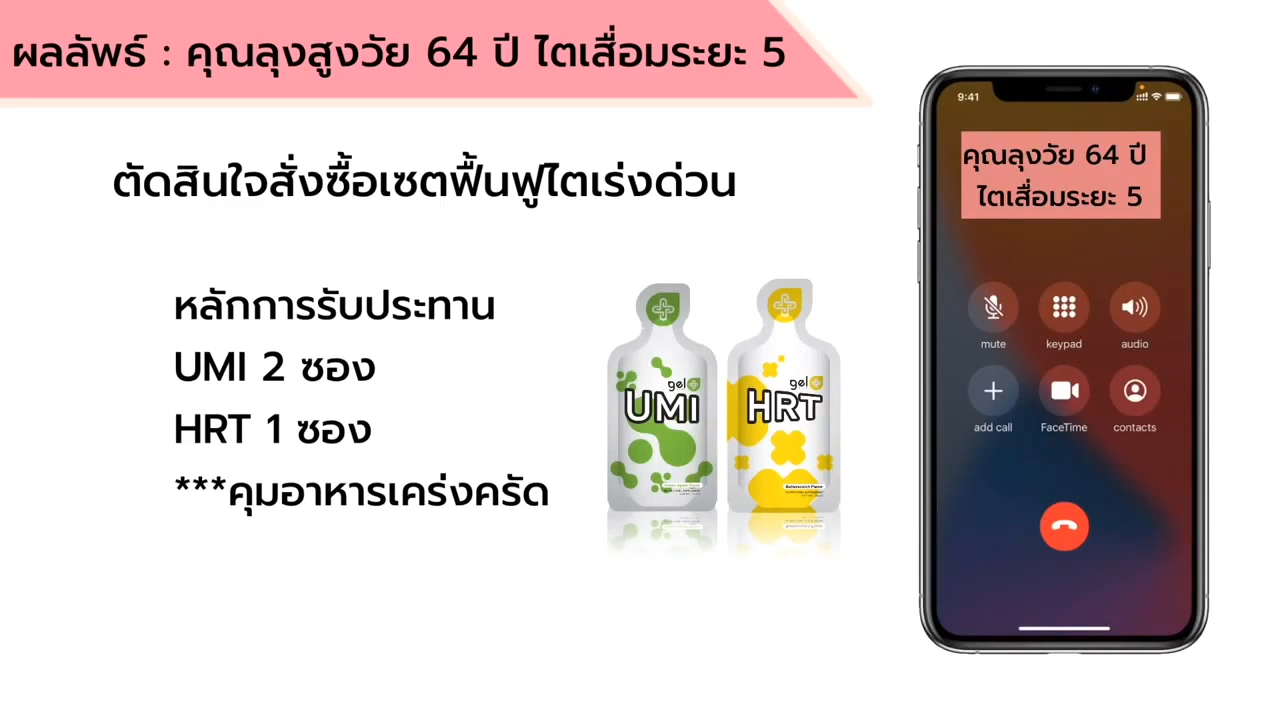 ผลลัพธ์ : คุณลุงสูงวัย 64 ปี ไตเสื่อมระยะ 5
ตัดสินใจสั่งซื้อเซตฟื้นฟูไตเร่งด่วน
หลักการรับประทาน
UMI 2 ซอง
HRT 1 ซอง
***คุมอาหารเคร่งครัด
gel
UMI
gel
HRT
Butterscotch Flavor
9:41
คุณลุงวัย 64 ปี
ไตเสื่อมระยะ 5
mute keypad audio
add call FaceTime contacts